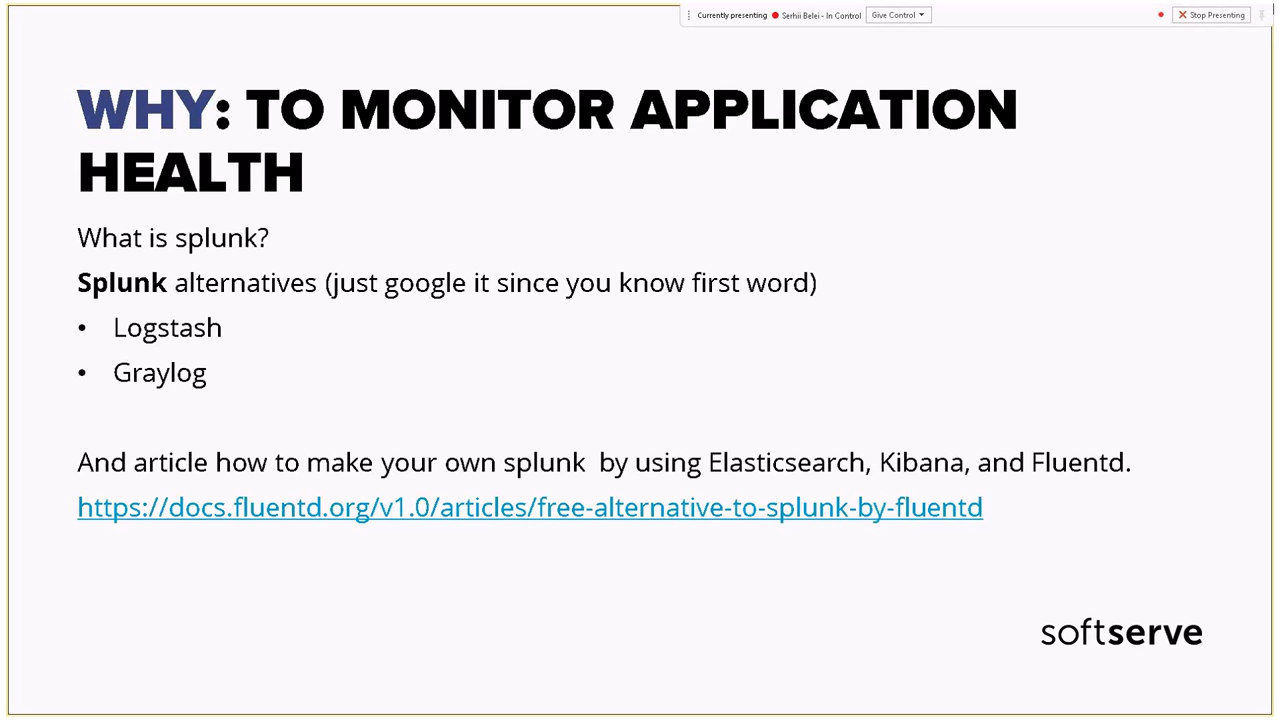 Currently presenting Serhii Belei - In Control Give Control Stop Presenting
WHY: TO MONITOR APPLICATION
HEALTH
What is splunk?
Splunk alternatives (just google it since you know first word)
• Logstash
• Graylog
And article how to make your own splunk by using Elasticsearch, Kibana, and Fluentd.
https://docs.fluentd.org/v1.0/articles/free-alternative-to-splunk-by-fluentd
softserve